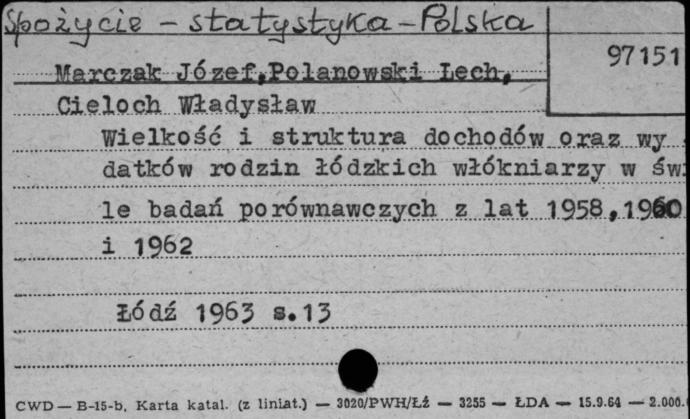 Spożycie - statystyka - Polska
97151
Marczak Józef, Polanowski Lech,
Cieloch Władysław
Wielkość i struktura dochodów oraz wy
datków rodzin łódzkich włókniarzy w świ
le badań porównawczych z lat 1958, 1960
i 1962
Łódź 1963 s.13
CWD — B-15-b. Karta katal. (z liniat.) — 3020/PWH/Łź — 3255 — ŁDA — 15.9.64 — 2.000.